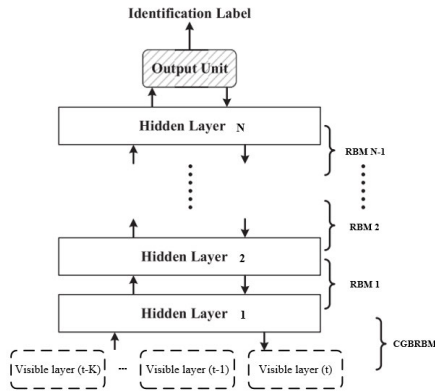 Identification Label
Output Unit
Hidden Layer N
RBM N-1
RBM 2
Hidden Layer 2
RBM 1
Hidden Layer 1
CGBRBM
Visible layer (t-K) ... Visible layer (t-1) Visible layer (t)